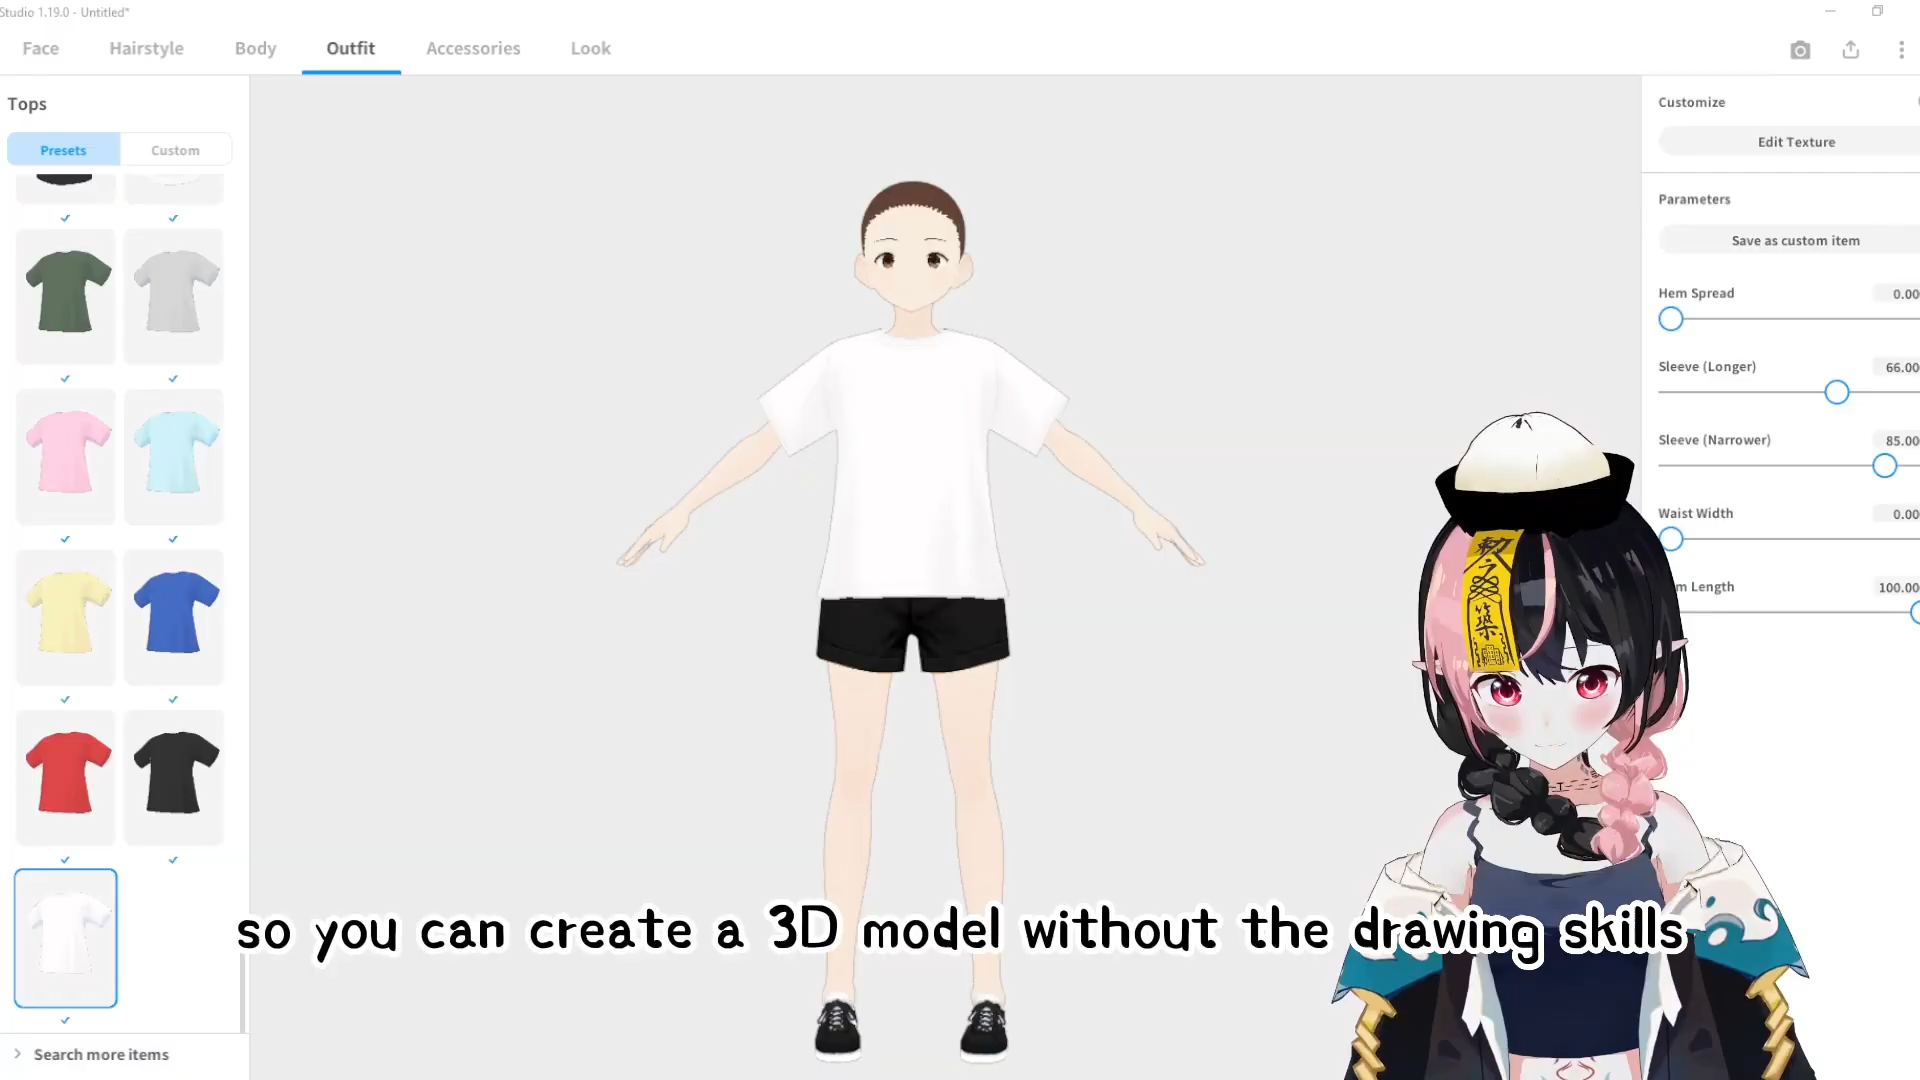 Studio 1.19.0 - Untitled*
Face Hairstyle Body Outfit Accessories Look
Tops
Presets Custom
Search more items
Customize
Edit Texture
Parameters
Save as custom item
Hem Spread 0.00
Sleeve (Longer) 66.00
Sleeve (Narrower) 85.00
Waist Width 0.00
m Length 100.00
so you can create a 3D model without the drawing skills